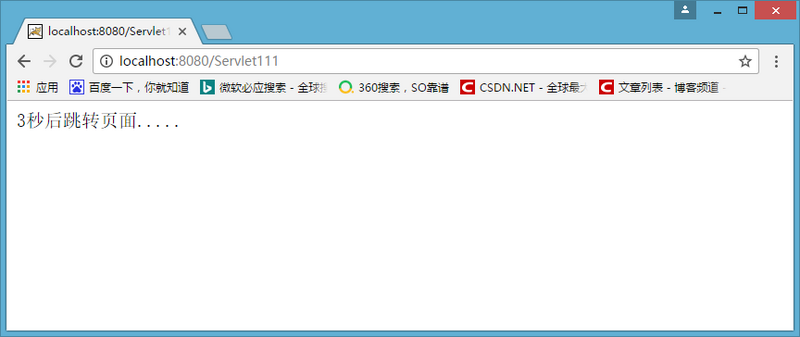 localhost:8080/Servlet1
localhost:8080/Servlet111
应用 百度一下，你就知道 微软必应搜索 - 全球搜 360搜索，SO靠谱 CSDN.NET - 全球最大 文章列表 - 博客频道 -
3秒后跳转页面.....